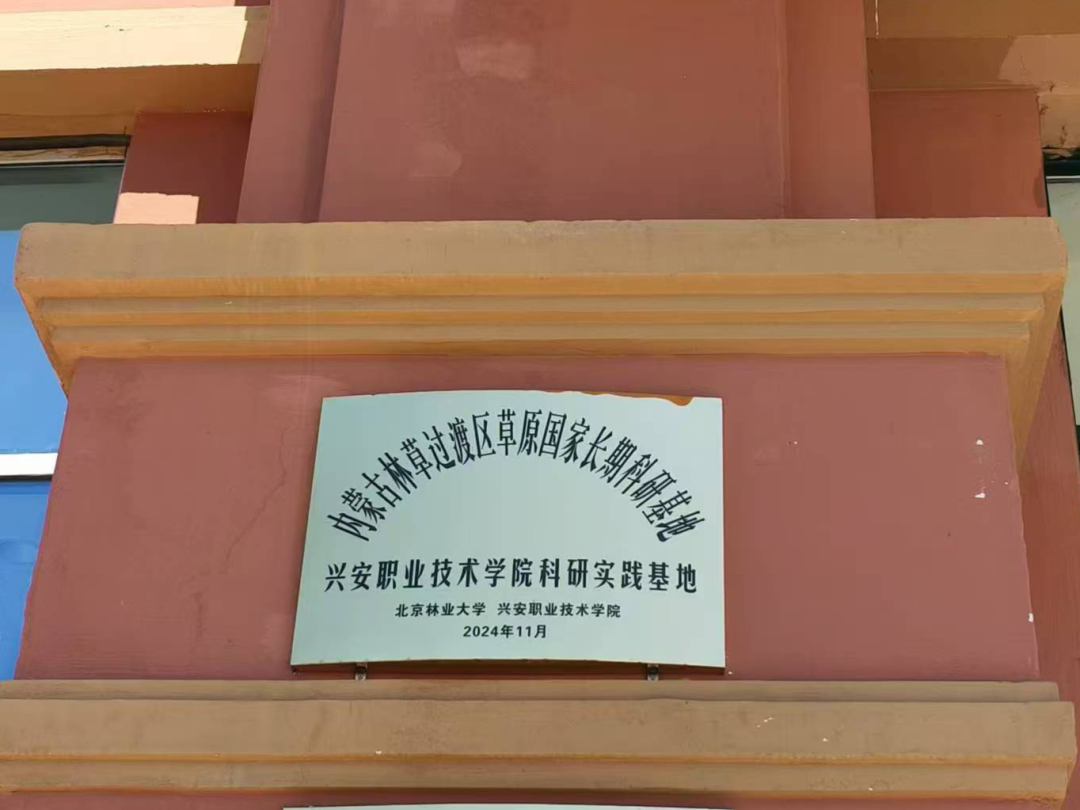 内蒙古林草过渡区草原国家长期科研基地
兴安职业技术学院科研实践基地
北京林业大学 兴安职业技术学院
2024年11月